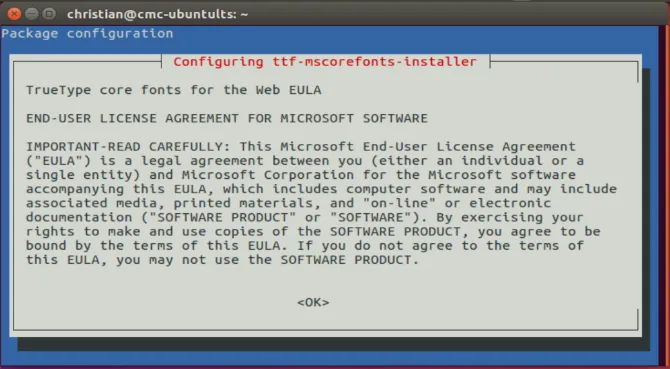 christian@cmc-ubuntults: ~
Package configuration
Configuring ttf-mscorefonts-installer
TrueType core fonts for the Web EULA
END-USER LICENSE AGREEMENT FOR MICROSOFT SOFTWARE
IMPORTANT-READ CAREFULLY: This Microsoft End-User License Agreement
("EULA") is a legal agreement between you (either an individual or a
single entity) and Microsoft Corporation for the Microsoft software
accompanying this EULA, which includes computer software and may include
associated media, printed materials, and "on-line" or electronic
documentation ("SOFTWARE PRODUCT" or "SOFTWARE"). By exercising your
rights to make and use copies of the SOFTWARE PRODUCT, you agree to be
bound by the terms of this EULA. If you do not agree to the terms of
this EULA, you may not use the SOFTWARE PRODUCT.
<OK>